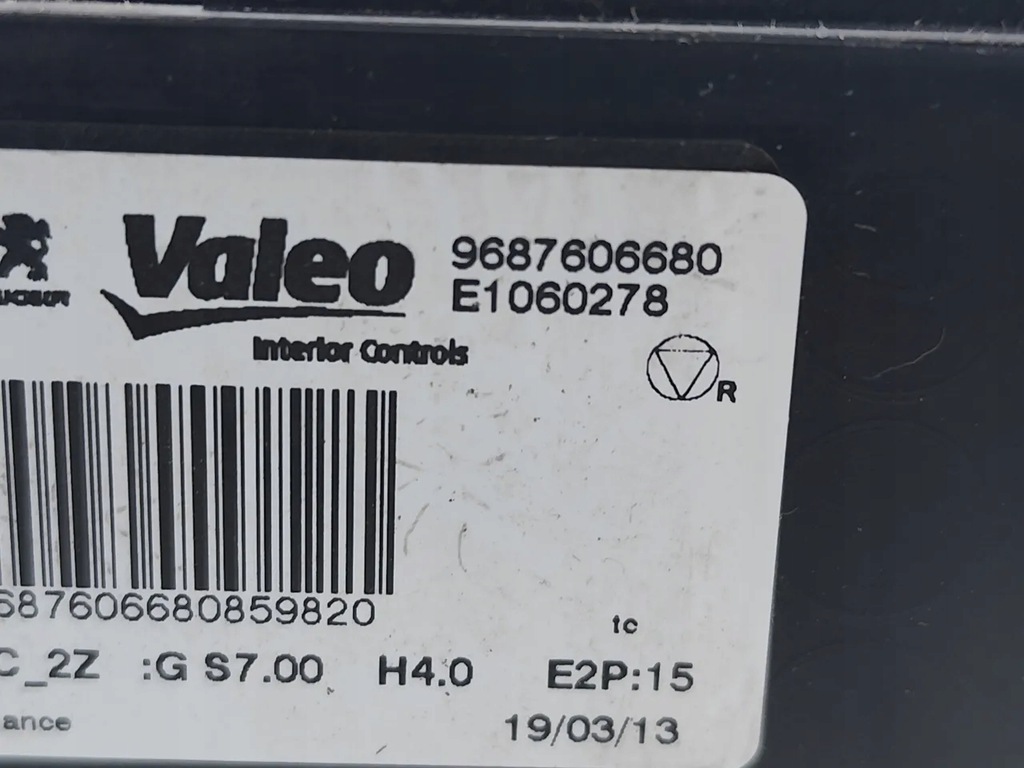 Valeo
9687606680
E1060278
Interior Controls
R
687606680859820
tc
C_2Z :G S7.00 H4.0 E2P:15
ance
19/03/13